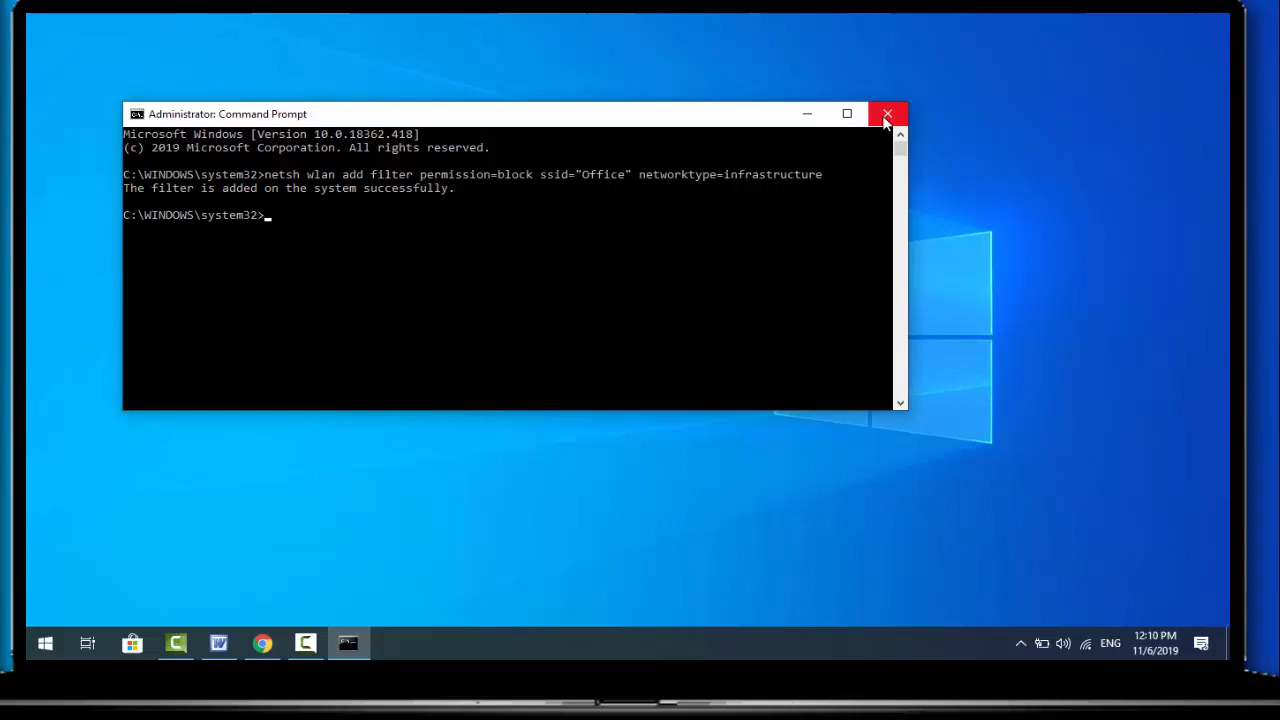 Administrator: Command Prompt
Microsoft Windows [Version 10.0.18362.418]
(c) 2019 Microsoft Corporation. All rights reserved.
C:\WINDOWS\system32>netsh wlan add filter permission=block ssid="Office" networktype=infrastructure
The filter is added on the system successfully.
C:\WINDOWS\system32>
ENG
12:10 PM
11/6/2019